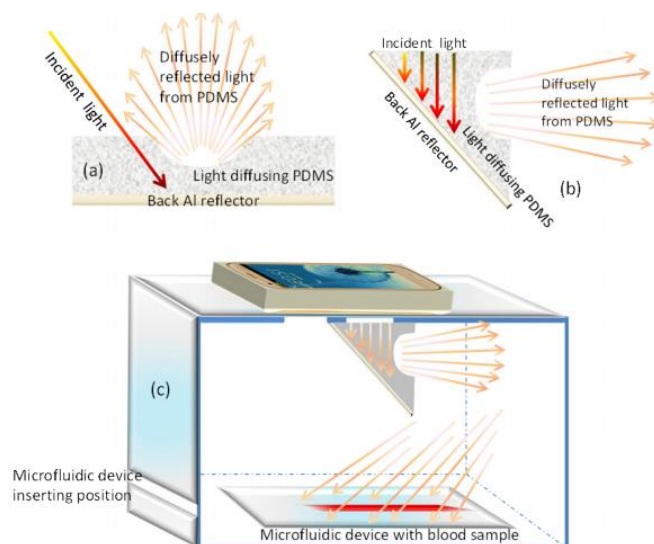 Diffusely
reflected light
from PDMS
Incident light
(a)
Light diffusing PDMS
Back Al reflector
Incident light
Diffusely
reflected light
from PDMS
Back Al reflector
Light diffusing PDMS
(b)
(c)
Microfluidic device
inserting position
Microfluidic device with blood sample